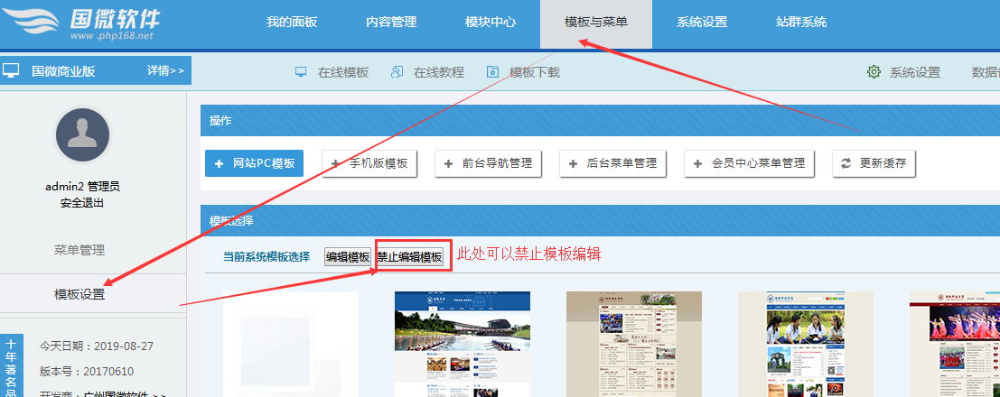 国微软件
www.php168.net
我的面板 内容管理 模块中心 模板与菜单 系统设置 站群系统
国微商业版 详情>>
在线模板 在线教程 模板下载 系统设置 数据
操作
网站PC模板 手机版模板 前台导航管理 后台菜单管理 会员中心菜单管理 更新缓存
admin2 管理员
安全退出
菜单管理
模板设置
模板选择
当前系统模板选择 编辑模板 禁止编辑模板 此处可以禁止模板编辑
十年著名品
今天日期：2019-08-27
版本号：20170610
开发商：广州国微软件 >>